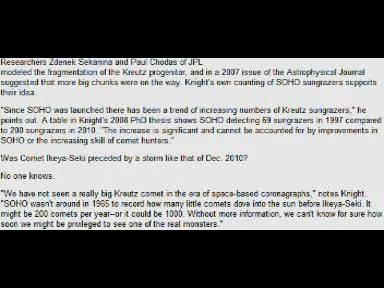 Researchers Zdenek Sekanina and Paul Chodas of JPL
modeled the fragmentation of the Kreutz progenitor, and in a 2007 issue of the Astrophysical Journal
suggested that more big chunks were on the way. Knight's own counting of SOHO sungrazers supports
their idea.
"Since SOHO was launched there has been a trend of increasing numbers of Kreutz sungrazers," he
points out. A table in Knight's 2008 PhD thesis shows SOHO detecting 69 sungrazers in 1997 compared
to 200 sungrazers in 2010. "The increase is significant and cannot be accounted for by improvements in
SOHO or the increasing skill of comet hunters."
Was Comet Ikeya-Seki preceded by a storm like that of Dec. 2010?
No one knows.
"We have not seen a really big Kreutz comet in the era of space-based coronagraphs," notes Knight.
"SOHO wasn't around in 1965 to record how many little comets dove into the sun before Ikeya-Seki. It
might be 200 comets per year--or it could be 1000. Without more information, we can't know for sure how
soon we might be privileged to see one of the real monsters."